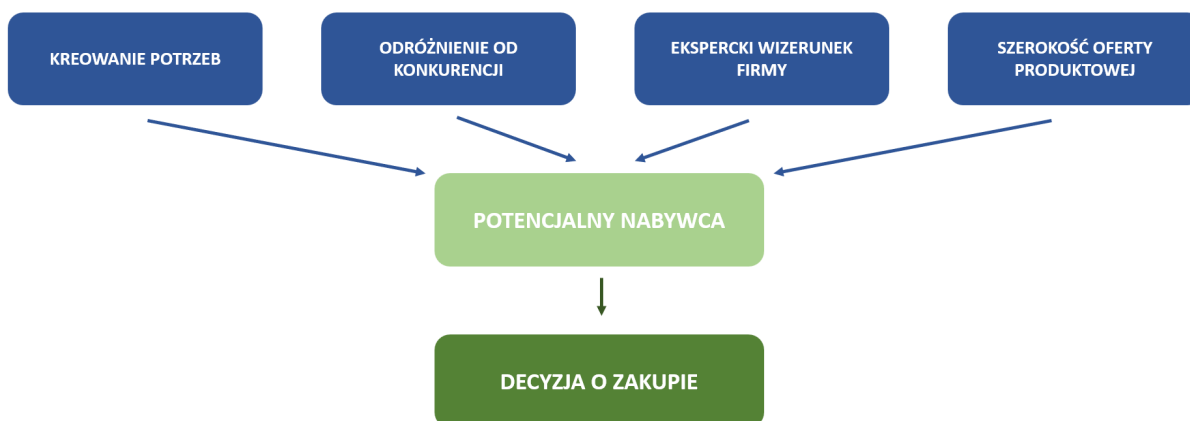 KREOWANIE POTRZEB
ODRÓŻNIENIE OD
KONKURENCJI
EKSPERCKI WIZERUNEK
FIRMY
SZEROKOŚĆ OFERTY
PRODUKTOWEJ
POTENCJALNY NABYWCA
DECYZJA O ZAKUPIE